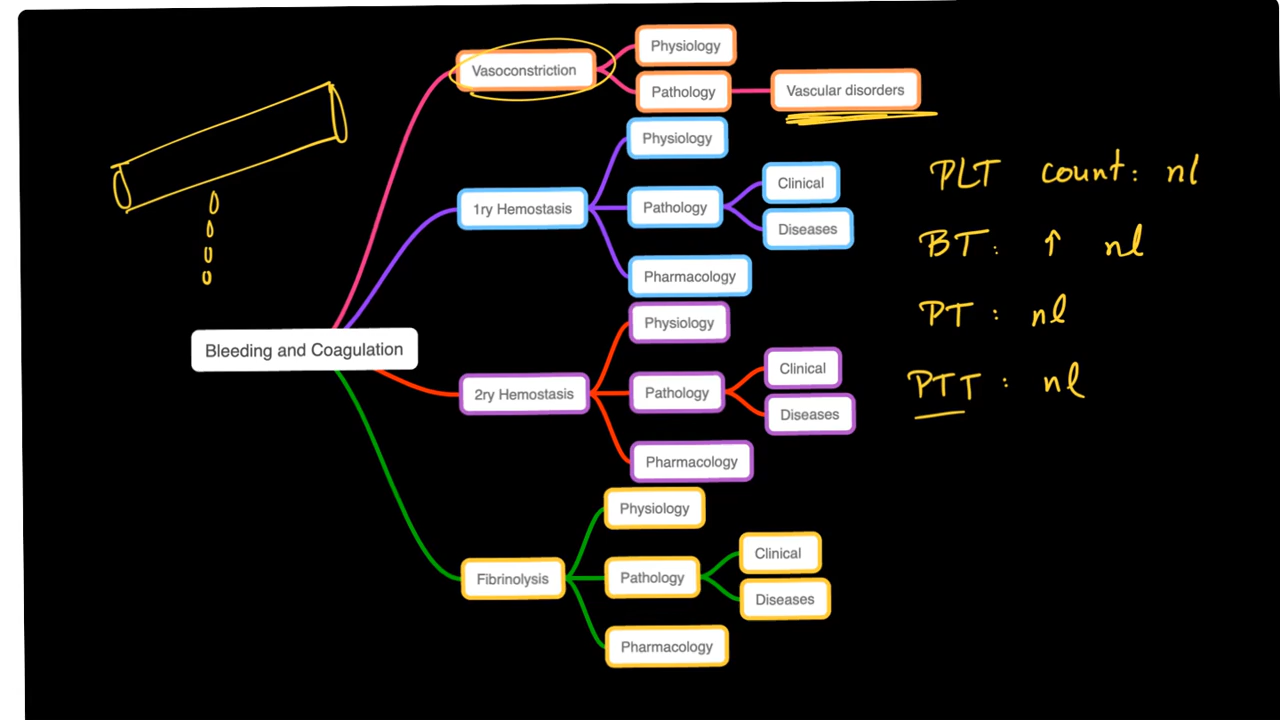 Vasoconstriction
Physiology
Pathology
Vascular disorders
Physiology
1ry Hemostasis
Pathology
Clinical
Diseases
Pharmacology
Bleeding and Coagulation
Physiology
2ry Hemostasis
Pathology
Clinical
Diseases
Pharmacology
Physiology
Fibrinolysis
Pathology
Clinical
Diseases
Pharmacology
PLT count: nl
BT: ↑ nl
PT: nl
PTT: nl